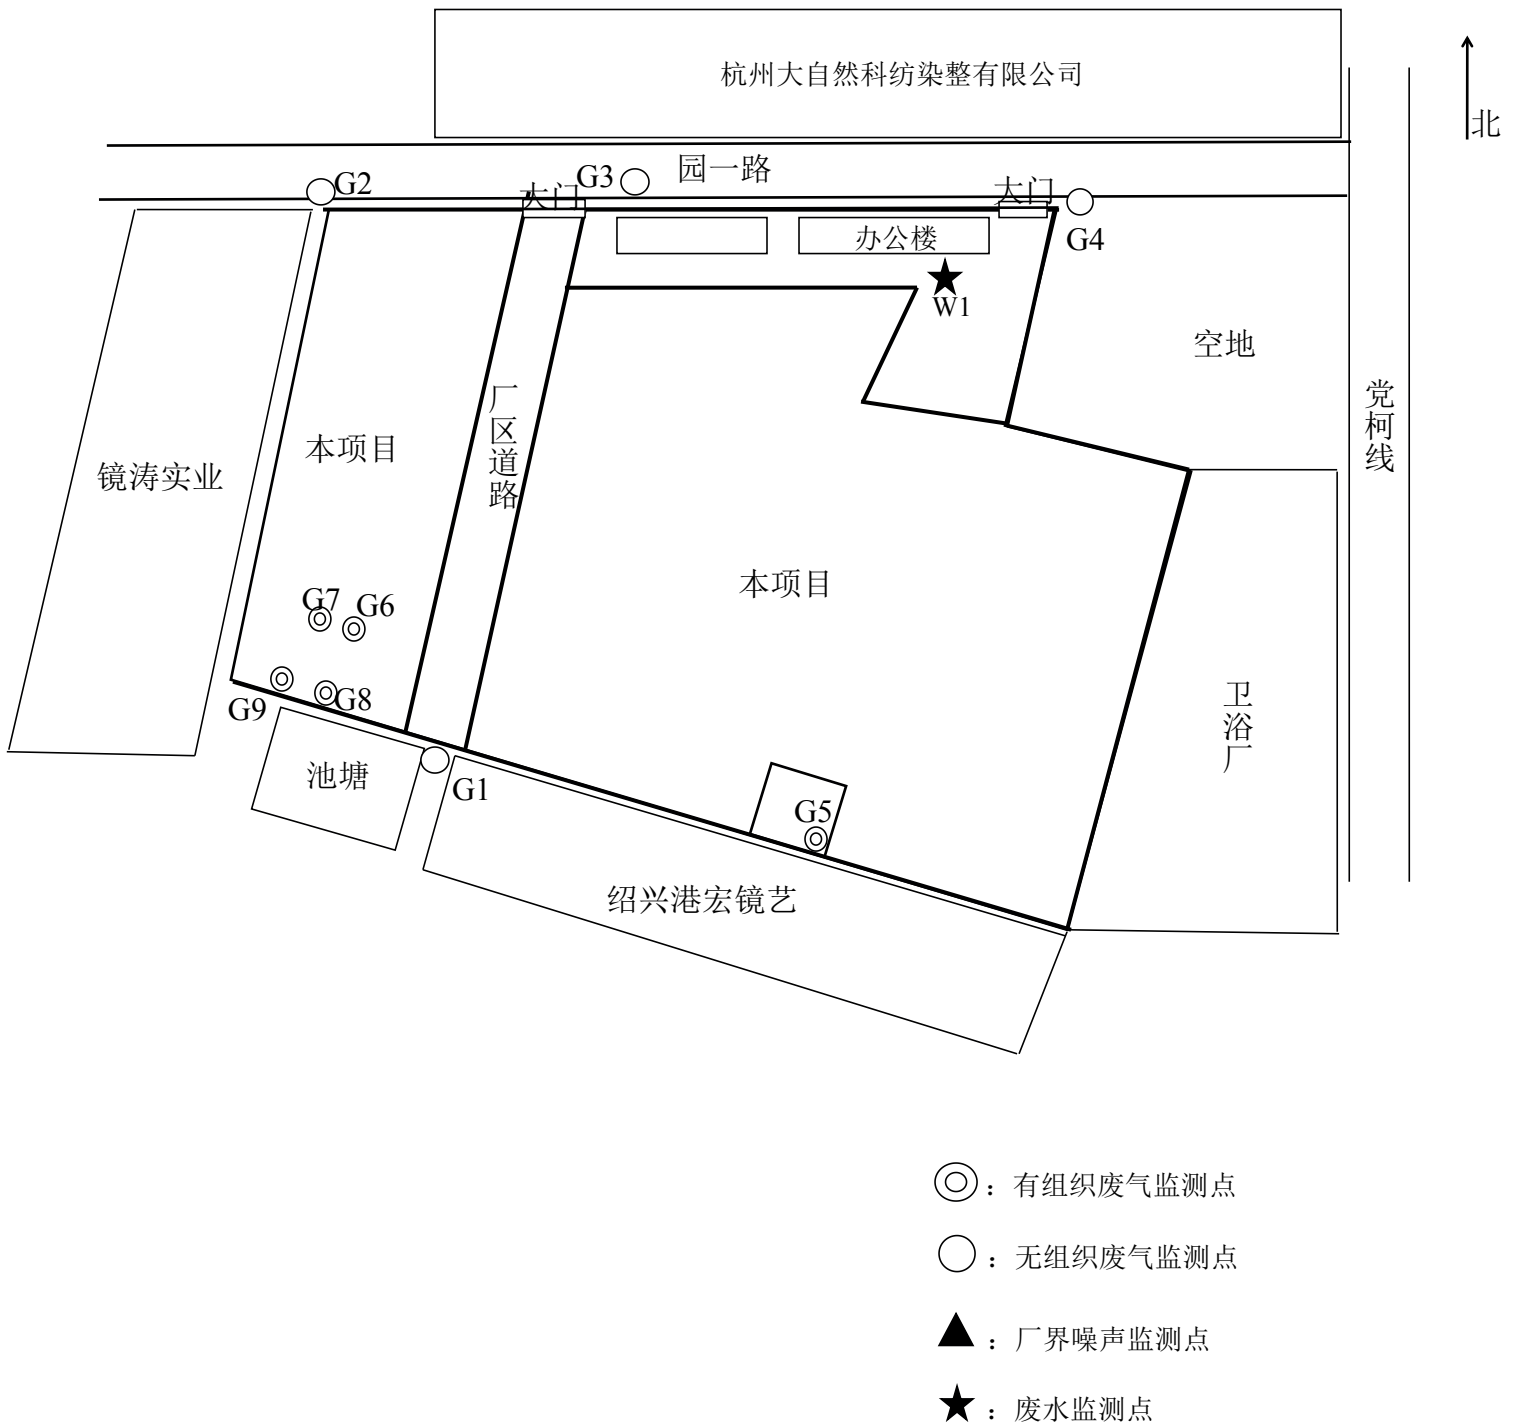 杭州大自然科纺染整有限公司
北
园一路
G2
大门
G3
大门
G4
办公楼
W1
空地
党柯线
厂区道路
本项目
镜涛实业
本项目
G7
G6
G9
G8
卫浴厂
池塘
G1
G5
绍兴港宏镜艺
：有组织废气监测点
：无组织废气监测点
：厂界噪声监测点
：废水监测点